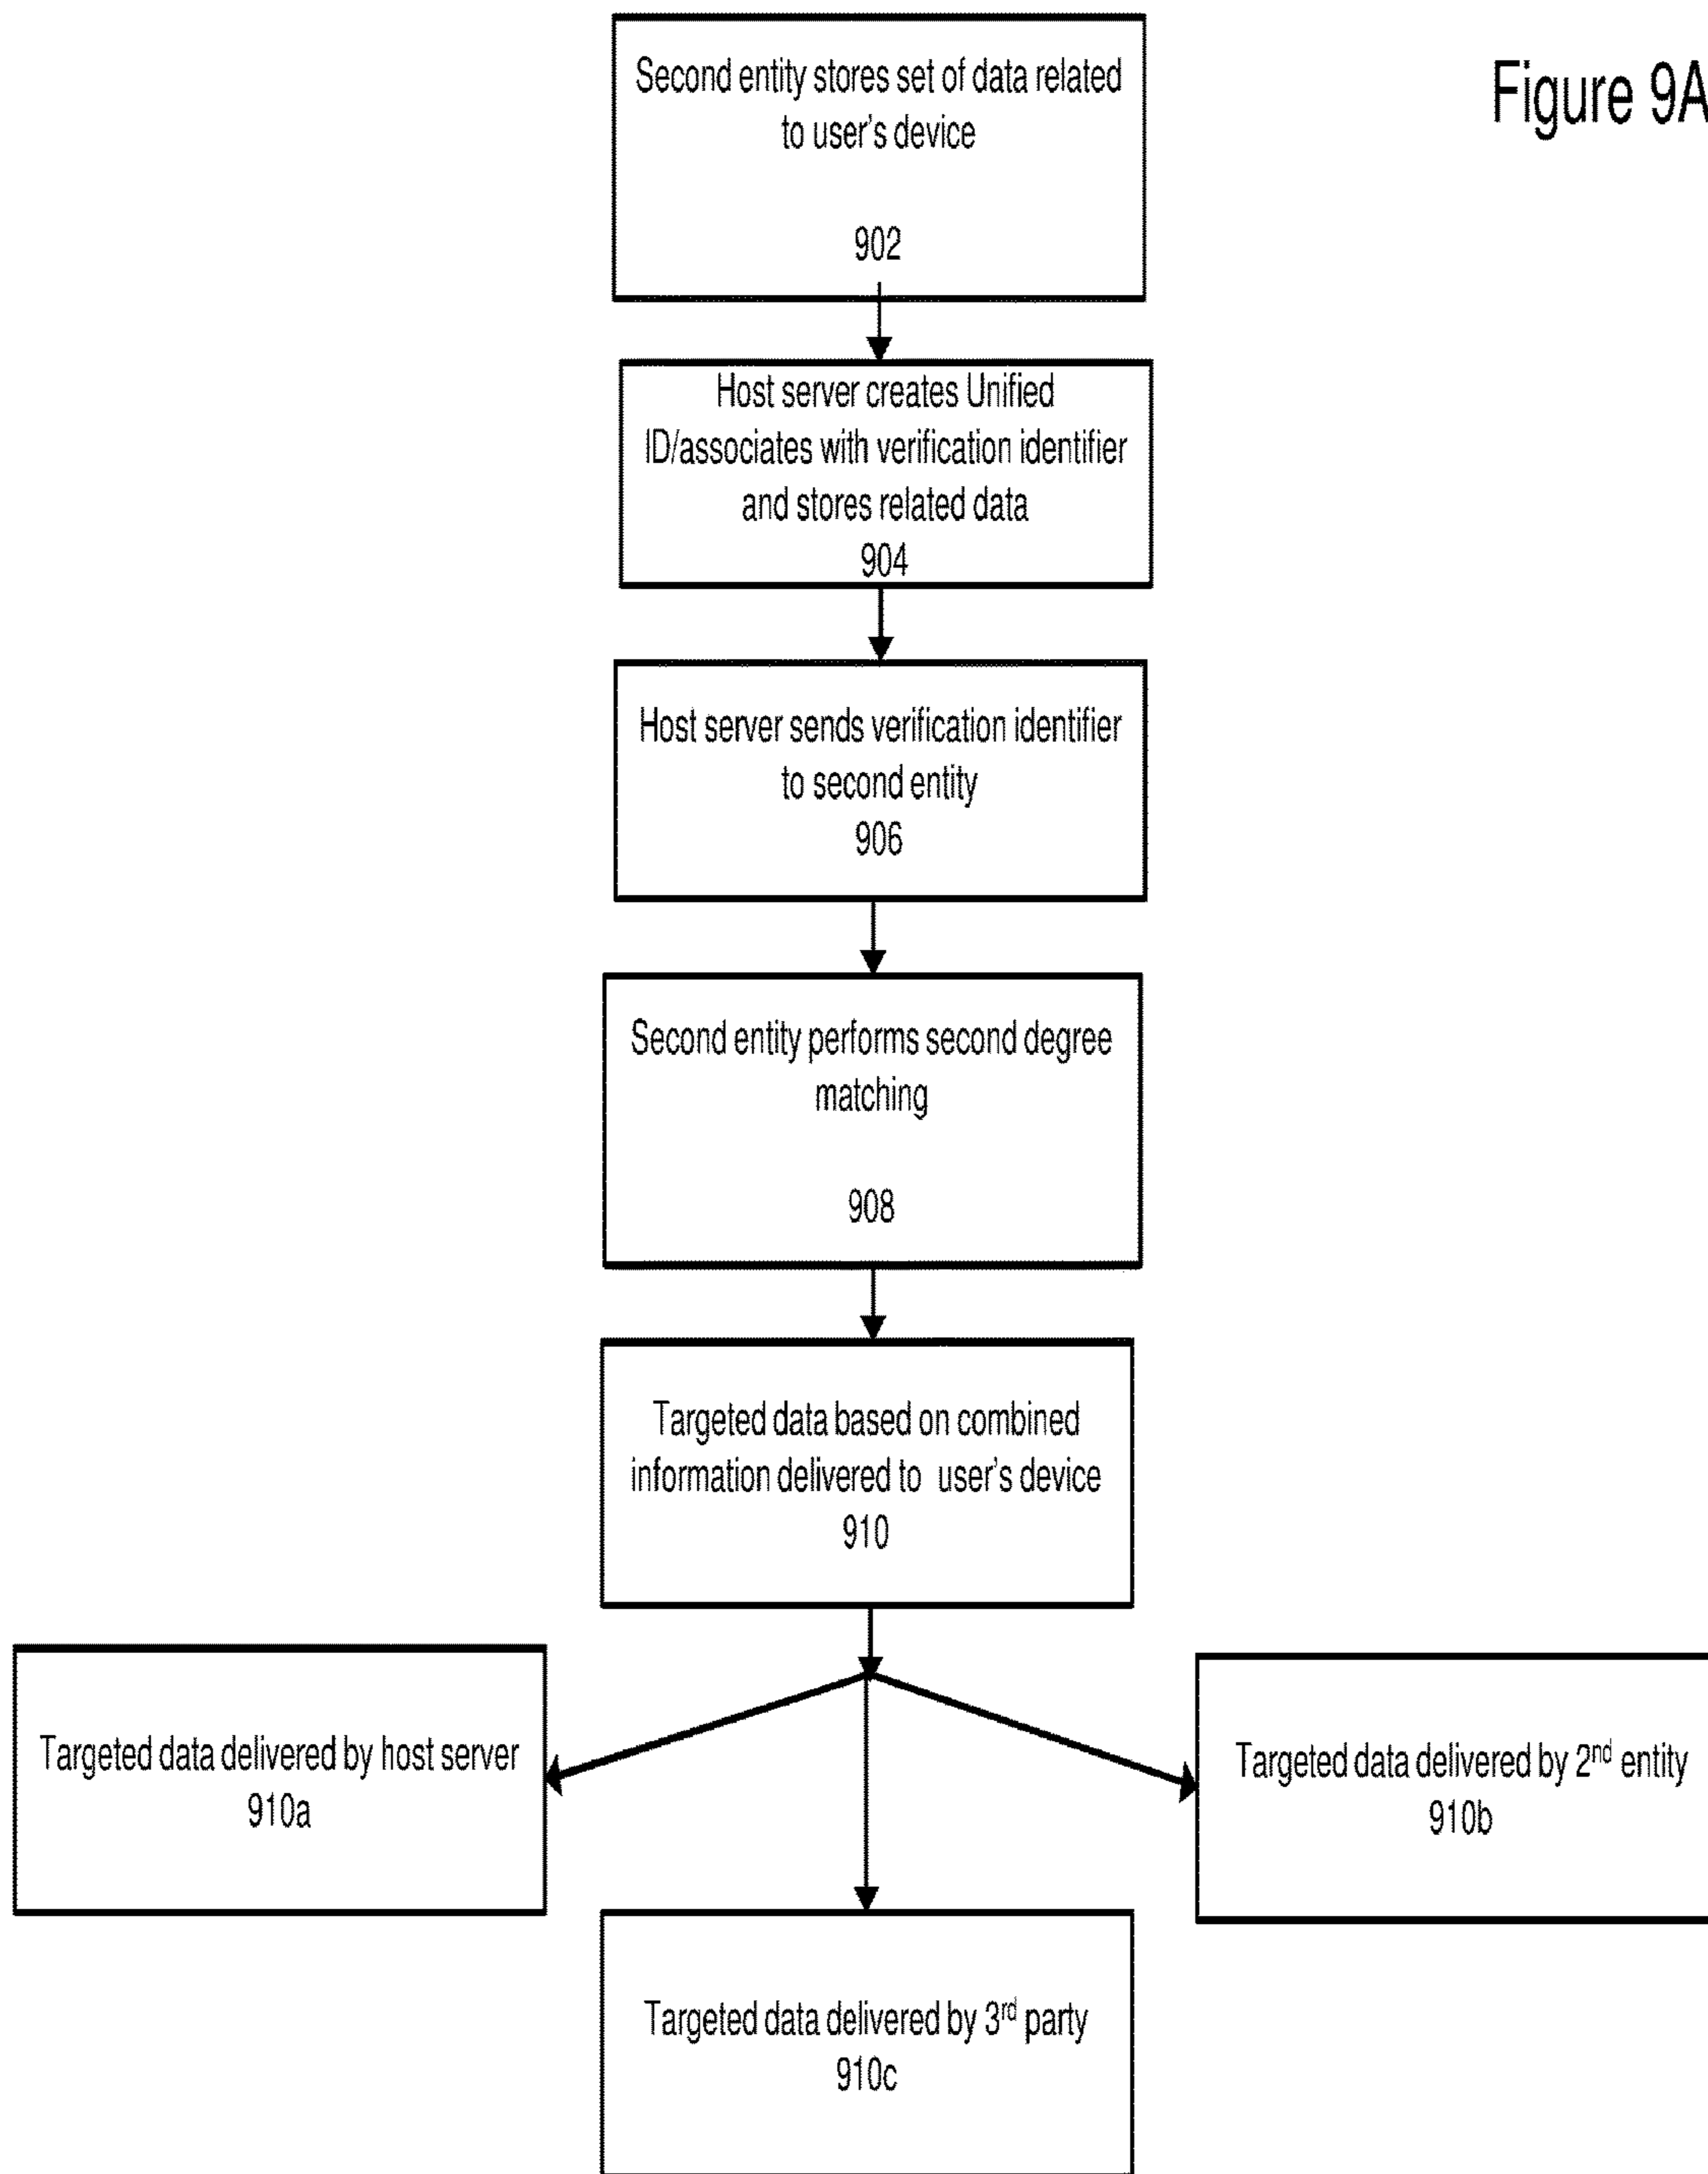 Figure 9A
Second entity stores set of data related
to user's device
902
Host server creates Unified
ID/associates with verification identifier
and stores related data
904
Host server sends verification identifier
to second entity
906
Second entity performs second degree
matching
908
Targeted data based on combined
information delivered to user's device
910
Targeted data delivered by host server
910a
Targeted data delivered by 2nd entity
910b
Targeted data delivered by 3rd party
910c